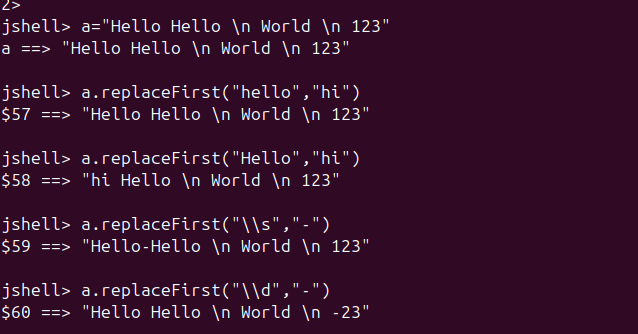 2>
jshell> a="Hello Hello \n World \n 123"
a ==> "Hello Hello \n World \n 123"
jshell> a.replaceFirst("hello","hi")
$57 ==> "Hello Hello \n World \n 123"
jshell> a.replaceFirst("Hello","hi")
$58 ==> "hi Hello \n World \n 123"
jshell> a.replaceFirst("\\s","-")
$59 ==> "Hello-Hello \n World \n 123"
jshell> a.replaceFirst("\\d","-")
$60 ==> "Hello Hello \n World \n -23"